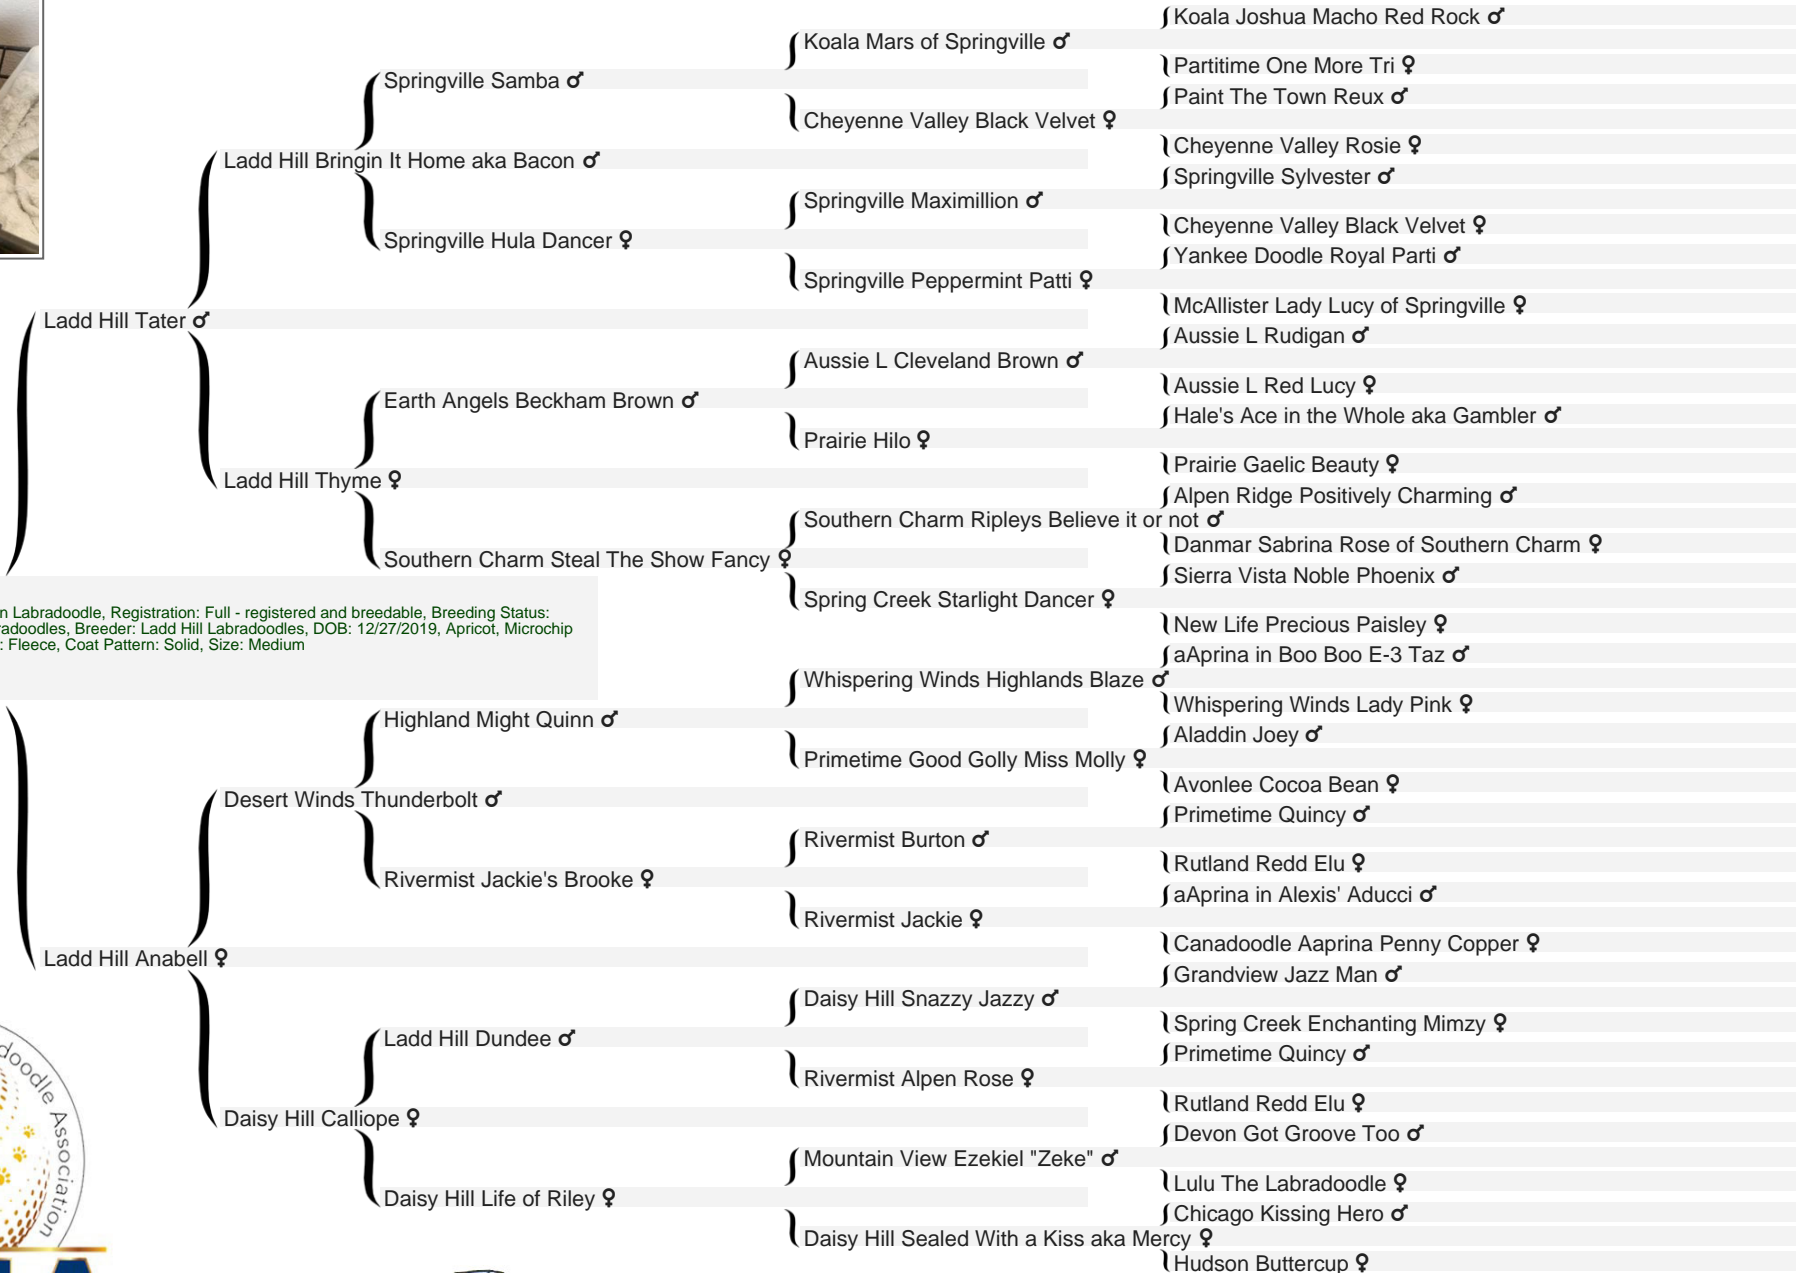 Koala Joshua Macho Red Rock ♂
Koala Mars of Springville ♂
Partitime One More Tri ♀
Springville Samba ♂
Paint The Town Reux ♂
Cheyenne Valley Black Velvet ♀
Cheyenne Valley Rosie ♀
Ladd Hill Bringin It Home aka Bacon ♂
Springville Sylvester ♂
Springville Maximillion ♂
Cheyenne Valley Black Velvet ♀
Springville Hula Dancer ♀
Yankee Doodle Royal Parti ♂
Springville Peppermint Patti ♀
McAllister Lady Lucy of Springville ♀
Ladd Hill Tater ♂
Aussie L Rudigan ♂
Aussie L Cleveland Brown ♂
Aussie L Red Lucy ♀
Earth Angels Beckham Brown ♂
Hale's Ace in the Whole aka Gambler ♂
Prairie Hilo ♀
Prairie Gaelic Beauty ♀
Ladd Hill Thyme ♀
Alpen Ridge Positively Charming ♂
Southern Charm Ripleys Believe it or not ♂
Danmar Sabrina Rose of Southern Charm ♀
Southern Charm Steal The Show Fancy ♀
Sierra Vista Noble Phoenix ♂
Spring Creek Starlight Dancer ♀
n Labradoodle, Registration: Full - registered and breedable, Breeding Status:
radoodles, Breeder: Ladd Hill Labradoodles, DOB: 12/27/2019, Apricot, Microchip
: Fleece, Coat Pattern: Solid, Size: Medium
New Life Precious Paisley ♀
aAprina in Boo Boo E-3 Taz ♂
Whispering Winds Highlands Blaze ♂
Whispering Winds Lady Pink ♀
Highland Might Quinn ♂
Aladdin Joey ♂
Primetime Good Golly Miss Molly ♀
Avonlee Cocoa Bean ♀
Desert Winds Thunderbolt ♂
Primetime Quincy ♂
Rivermist Burton ♂
Rutland Redd Elu ♀
Rivermist Jackie's Brooke ♀
aAprina in Alexis' Aducci ♂
Rivermist Jackie ♀
Canadoodle Aaprina Penny Copper ♀
Ladd Hill Anabell ♀
Grandview Jazz Man ♂
Daisy Hill Snazzy Jazzy ♂
Spring Creek Enchanting Mimzy ♀
Ladd Hill Dundee ♂
Primetime Quincy ♂
Rivermist Alpen Rose ♀
Rutland Redd Elu ♀
Daisy Hill Calliope ♀
Devon Got Groove Too ♂
Mountain View Ezekiel "Zeke" ♂
Lulu The Labradoodle ♀
Daisy Hill Life of Riley ♀
Chicago Kissing Hero ♂
Daisy Hill Sealed With a Kiss aka Mercy ♀
Hudson Buttercup ♀
doodle Association